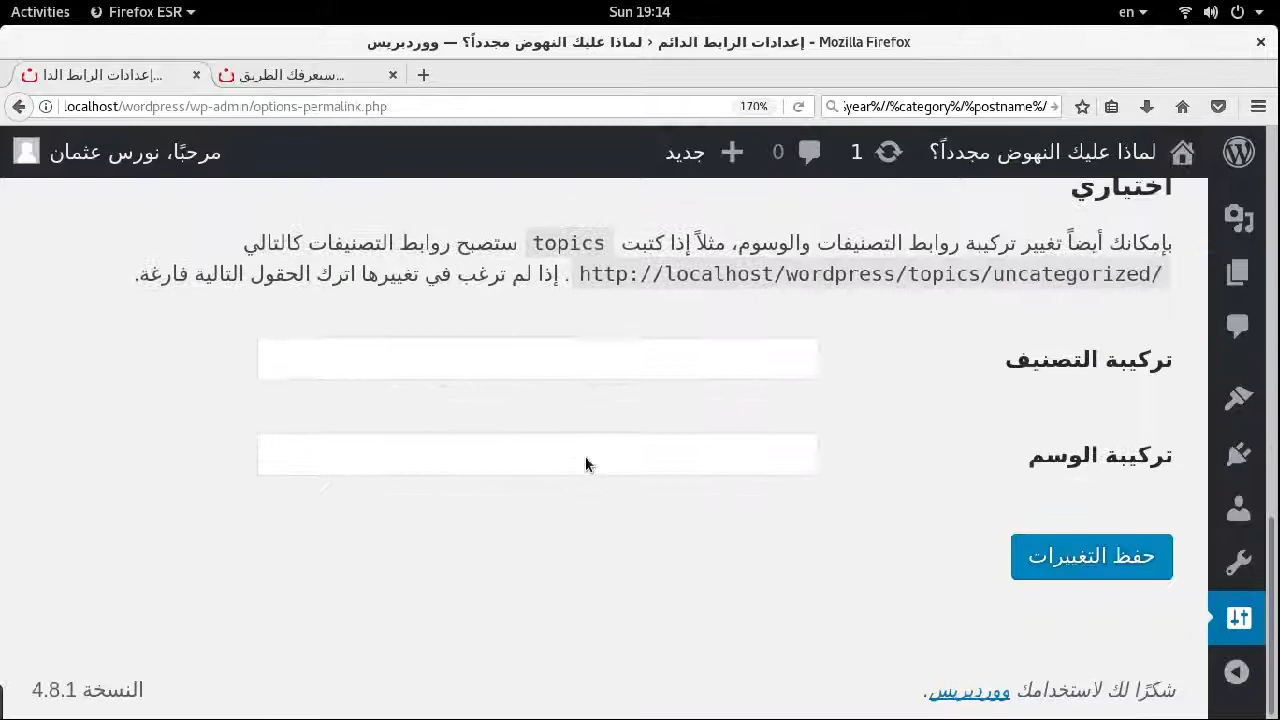 Activities Firefox ESR Sun 19:14 en
إعدادات الرابط الدائم ‹ لماذا عليك النهوض مجدداً؟ — ووردبريس - Mozilla Firefox
إعدادات الرابط الدا... سيعرفك الطريق...
localhost/wordpress/wp-admin/options-permalink.php 170% year%//%category%/%postname%/
لماذا عليك النهوض مجدداً؟ 1 0 جديد مرحبًا، نورس عثمان
اختياري
بإمكانك أيضاً تغيير تركيبة روابط التصنيفات والوسوم، مثلاً إذا كتبت topics ستصبح روابط التصنيفات كالتالي
http://localhost/wordpress/topics/uncategorized/ . إذا لم ترغب في تغييرها اترك الحقول التالية فارغة.
تركيبة التصنيف
تركيبة الوسم
حفظ التغييرات
شكرًا لك لاستخدامك ووردبريس. النسخة 4.8.1